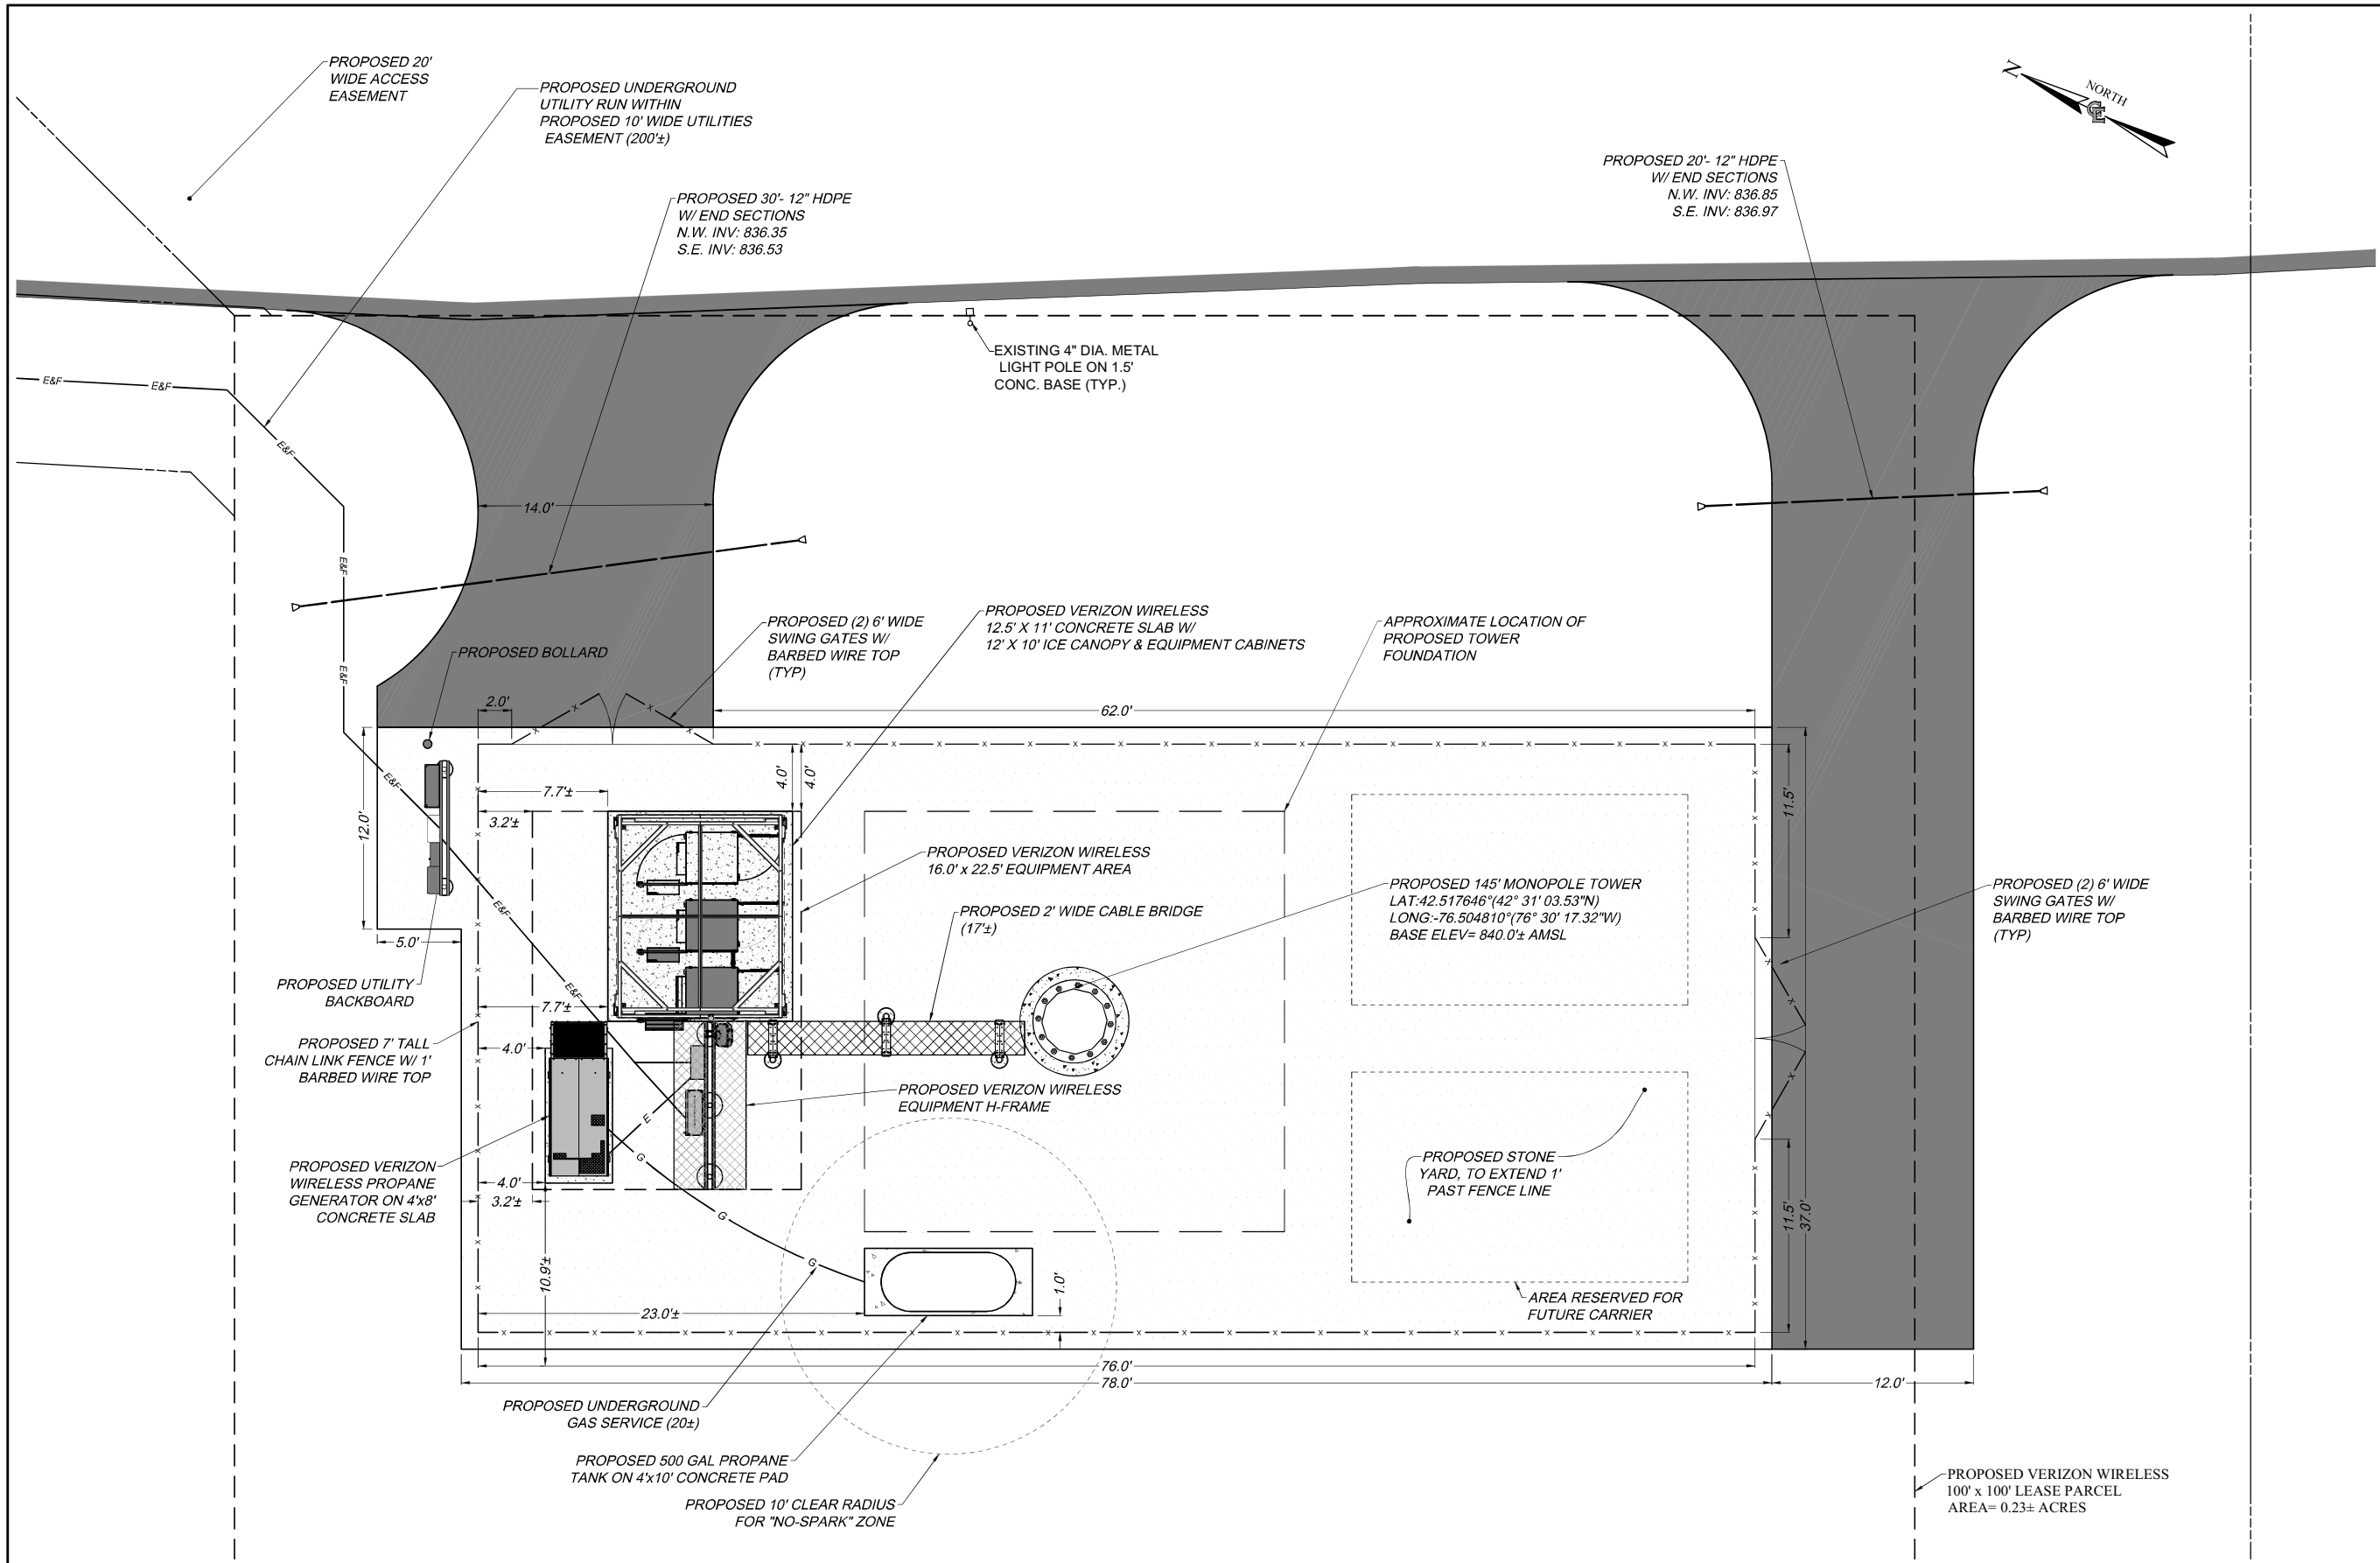 PROPOSED 20'
WIDE ACCESS
EASEMENT
PROPOSED UNDERGROUND
UTILITY RUN WITHIN
PROPOSED 10' WIDE UTILITIES
EASEMENT (200'±)
N
NORTH
PROPOSED 30'- 12" HDPE
W/ END SECTIONS
N.W. INV: 836.35
S.E. INV: 836.53
PROPOSED 20'- 12" HDPE
W/ END SECTIONS
N.W. INV: 836.85
S.E. INV: 836.97
EXISTING 4" DIA. METAL
LIGHT POLE ON 1.5'
CONC. BASE (TYP.)
E&F
E&F
E&F
E&F
E&F
E&F
E&F
E&F
14.0'
PROPOSED BOLLARD
PROPOSED (2) 6' WIDE
SWING GATES W/
BARBED WIRE TOP
(TYP)
PROPOSED VERIZON WIRELESS
12.5' X 11' CONCRETE SLAB W/
12' X 10' ICE CANOPY & EQUIPMENT CABINETS
APPROXIMATE LOCATION OF
PROPOSED TOWER
FOUNDATION
2.0'
62.0'
4.0'
4.0'
7.7'±
3.2'±
12.0'
11.5'
PROPOSED VERIZON WIRELESS
16.0' x 22.5' EQUIPMENT AREA
PROPOSED 2' WIDE CABLE BRIDGE
(17'±)
PROPOSED 145' MONOPOLE TOWER
LAT:42.517646°(42° 31' 03.53"N)
LONG:-76.504810°(76° 30' 17.32"W)
BASE ELEV= 840.0'± AMSL
PROPOSED (2) 6' WIDE
SWING GATES W/
BARBED WIRE TOP
(TYP)
5.0'
PROPOSED UTILITY
BACKBOARD
7.7'±
4.0'
PROPOSED 7' TALL
CHAIN LINK FENCE W/ 1'
BARBED WIRE TOP
PROPOSED VERIZON WIRELESS
EQUIPMENT H-FRAME
E
G
G
G
PROPOSED VERIZON
WIRELESS PROPANE
GENERATOR ON 4'x8'
CONCRETE SLAB
4.0'
3.2'±
PROPOSED STONE
YARD, TO EXTEND 1'
PAST FENCE LINE
11.5'
37.0'
10.9'±
23.0'±
1.0'
AREA RESERVED FOR
FUTURE CARRIER
76.0'
78.0'
12.0'
PROPOSED UNDERGROUND
GAS SERVICE (20±)
PROPOSED 500 GAL PROPANE
TANK ON 4'x10' CONCRETE PAD
PROPOSED 10' CLEAR RADIUS
FOR "NO-SPARK" ZONE
PROPOSED VERIZON WIRELESS
100' x 100' LEASE PARCEL
AREA= 0.23± ACRES